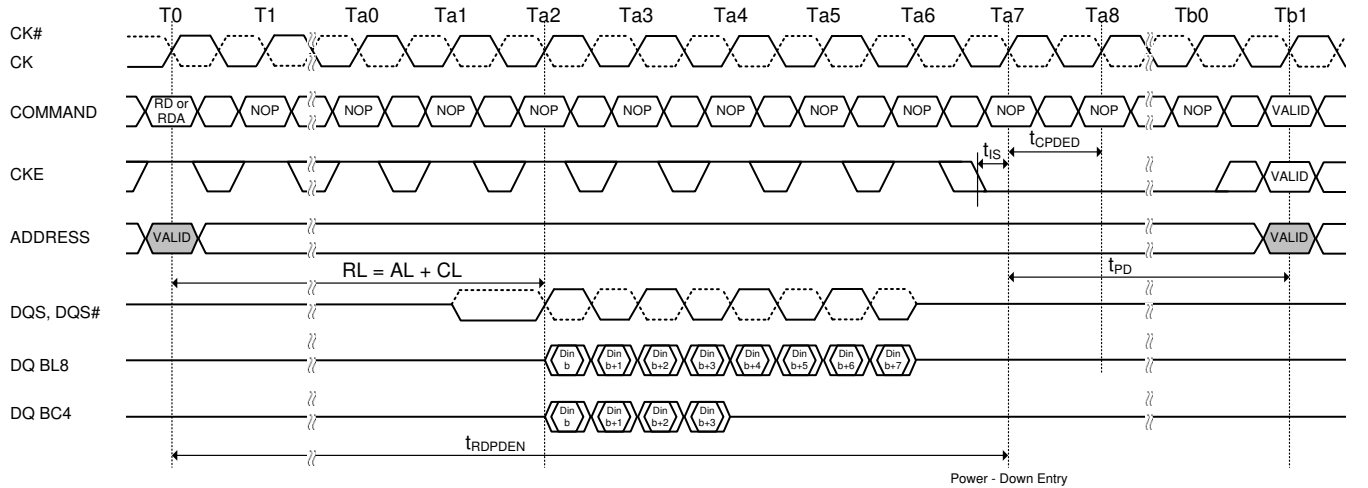 T0 T1 Ta0 Ta1 Ta2 Ta3 Ta4 Ta5 Ta6 Ta7 Ta8 Tb0 Tb1
CK#
CK
COMMAND RD or RDA NOP NOP NOP NOP NOP NOP NOP NOP NOP NOP NOP VALID
tIS tCPDED
CKE VALID
ADDRESS VALID VALID
RL = AL + CL tPD
DQS, DQS#
DQ BL8 Din b Din b+1 Din b+2 Din b+3 Din b+4 Din b+5 Din b+6 Din b+7
DQ BC4 Din b Din b+1 Din b+2 Din b+3
tRDPDEN
Power - Down Entry